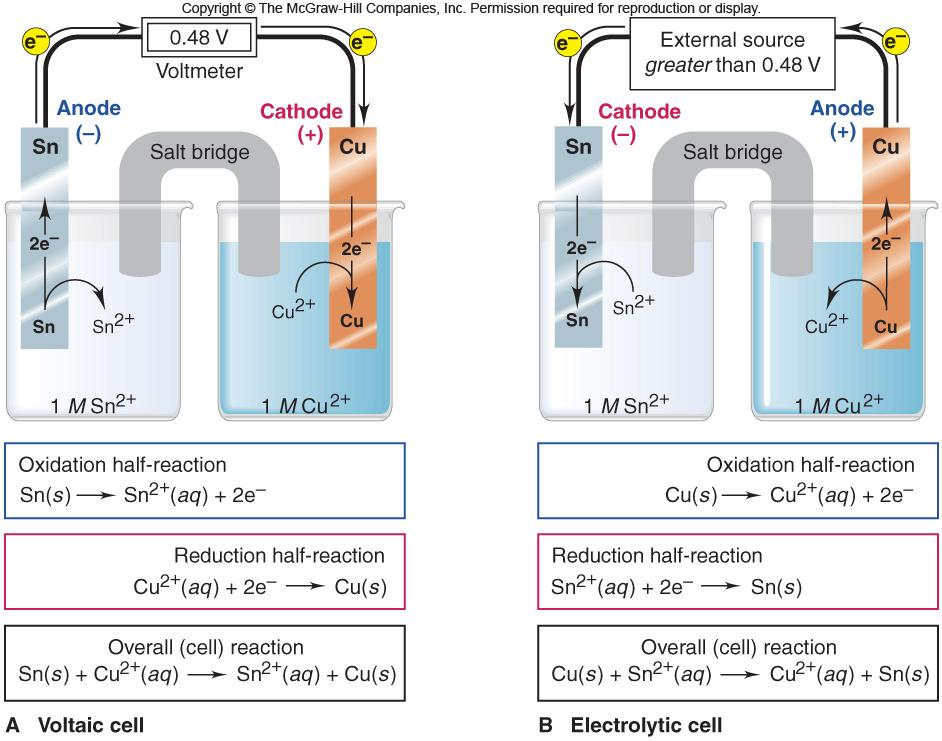 Copyright © The McGraw-Hill Companies, Inc. Permission required for reproduction or display.
e⁻
0.48 V
e⁻
Voltmeter
Anode
(–)
Cathode
(+)
Sn
Salt bridge
Cu
2e⁻
2e⁻
Cu²⁺
Sn
Sn²⁺
Cu
1 M Sn²⁺
1 M Cu²⁺
Oxidation half-reaction
Sn(s) ⟶ Sn²⁺(aq) + 2e⁻
Reduction half-reaction
Cu²⁺(aq) + 2e⁻ ⟶ Cu(s)
Overall (cell) reaction
Sn(s) + Cu²⁺(aq) ⟶ Sn²⁺(aq) + Cu(s)
A Voltaic cell
e⁻
External source
greater than 0.48 V
e⁻
Cathode
(–)
Anode
(+)
Sn
Salt bridge
Cu
2e⁻
2e⁻
Sn²⁺
Sn
Cu²⁺
Cu
1 M Sn²⁺
1 M Cu²⁺
Oxidation half-reaction
Cu(s) ⟶ Cu²⁺(aq) + 2e⁻
Reduction half-reaction
Sn²⁺(aq) + 2e⁻ ⟶ Sn(s)
Overall (cell) reaction
Cu(s) + Sn²⁺(aq) ⟶ Cu²⁺(aq) + Sn(s)
B Electrolytic cell